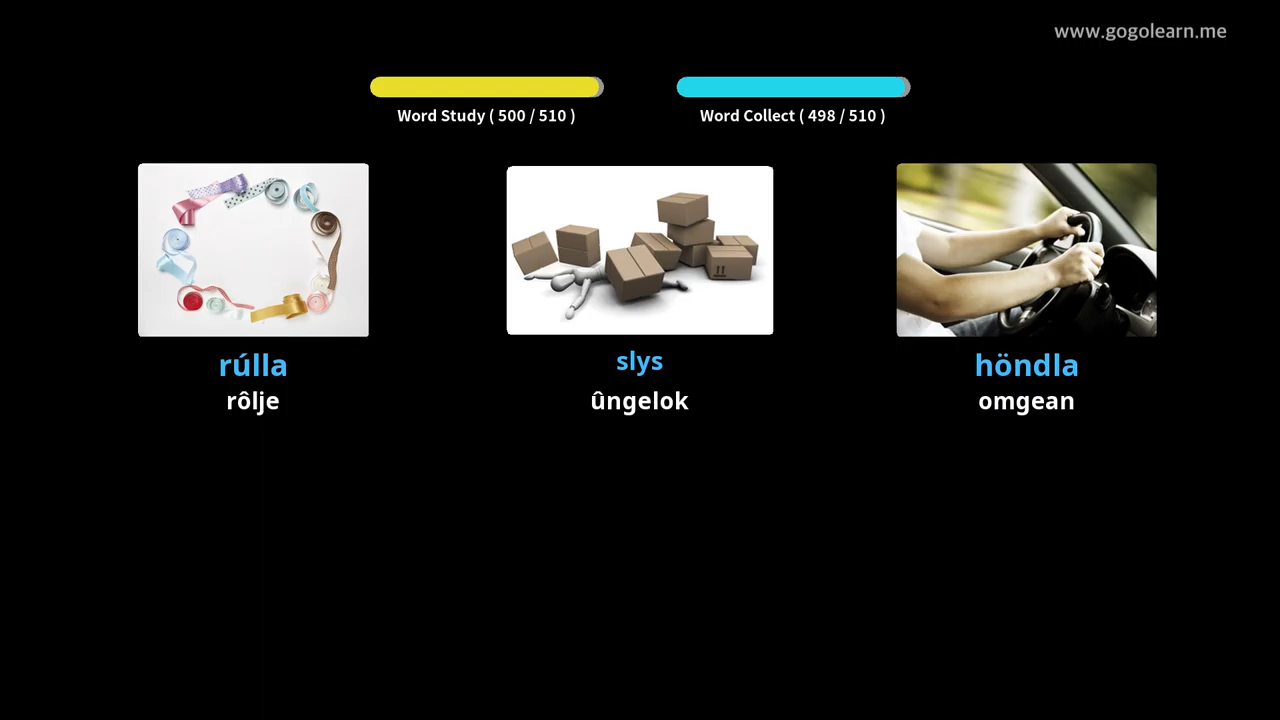 www.gogolearn.me
Word Study ( 500 / 510 )
Word Collect ( 498 / 510 )
rúlla
rôlje
slys
ûngelok
höndla
omgean